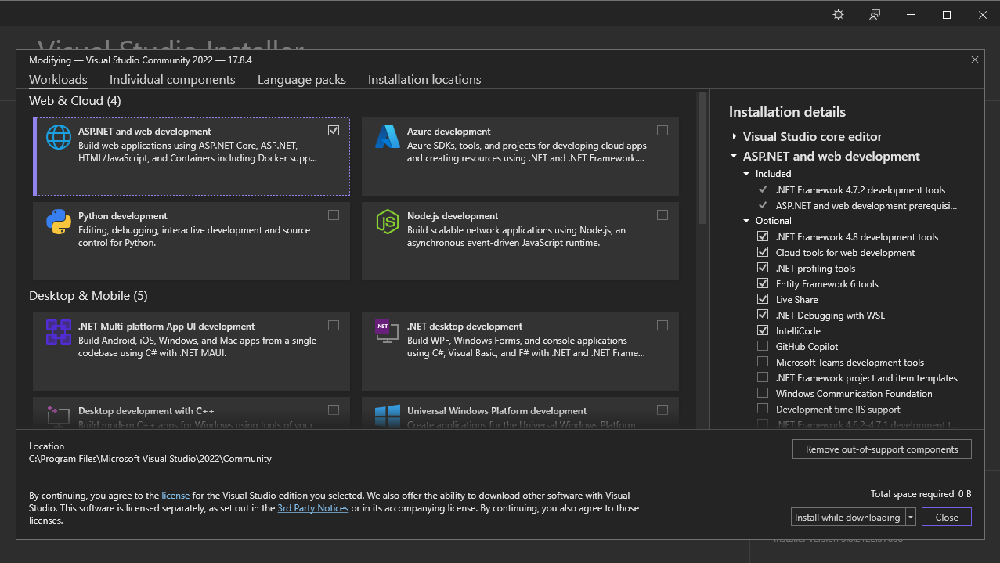 Visual Studio Installer
Modifying — Visual Studio Community 2022 — 17.8.4
Workloads
Individual components
Language packs
Installation locations
Web & Cloud (4)
ASP.NET and web development
Build web applications using ASP.NET Core, ASP.NET,
HTML/JavaScript, and Containers including Docker supp...
Azure development
Azure SDKs, tools, and projects for developing cloud apps
and creating resources using .NET and .NET Framework....
Python development
Editing, debugging, interactive development and source
control for Python.
Node.js development
Build scalable network applications using Node.js, an
asynchronous event-driven JavaScript runtime.
Desktop & Mobile (5)
.NET Multi-platform App UI development
Build Android, iOS, Windows, and Mac apps from a single
codebase using C# with .NET MAUI.
.NET
.NET desktop development
Build WPF, Windows Forms, and console applications
using C#, Visual Basic, and F# with .NET and .NET Frame...
Desktop development with C++
Build modern C++ apps for Windows using tools of your
Universal Windows Platform development
Create applications for the Universal Windows Platform
Installation details
Visual Studio core editor
ASP.NET and web development
Included
.NET Framework 4.7.2 development tools
ASP.NET and web development prerequisi...
Optional
.NET Framework 4.8 development tools
Cloud tools for web development
.NET profiling tools
Entity Framework 6 tools
Live Share
.NET Debugging with WSL
IntelliCode
GitHub Copilot
Microsoft Teams development tools
.NET Framework project and item templates
Windows Communication Foundation
Development time IIS support
.NET Framework 4.6.2-4.7.1 development t...
Location
C:\Program Files\Microsoft Visual Studio\2022\Community
Remove out-of-support components
By continuing, you agree to the license for the Visual Studio edition you selected. We also offer the ability to download other software with Visual
Studio. This software is licensed separately, as set out in the 3rd Party Notices or in its accompanying license. By continuing, you also agree to those
licenses.
Total space required 0 B
Install while downloading
Close
Installer version